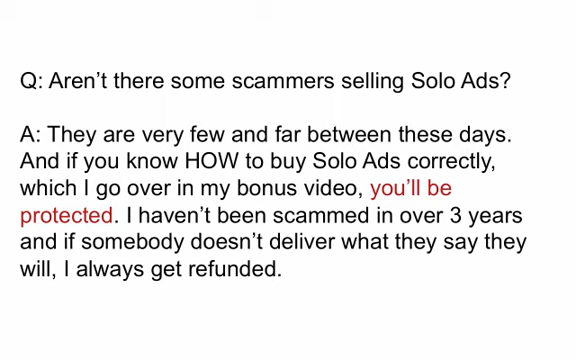 Q: Aren’t there some scammers selling Solo Ads?
A: They are very few and far between these days.
And if you know HOW to buy Solo Ads correctly,
which I go over in my bonus video, you’ll be
protected. I haven’t been scammed in over 3 years
and if somebody doesn’t deliver what they say they
will, I always get refunded.